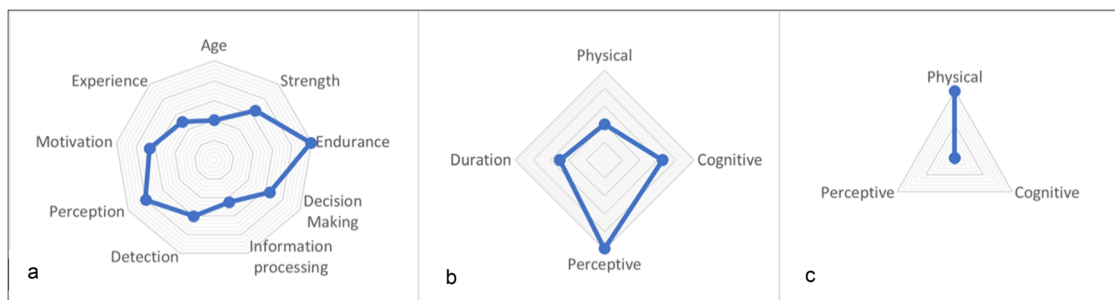 Age
Experience
Strength
Motivation
Endurance
Perception
Decision
Making
Detection
Information
processing
a
Physical
Duration
Cognitive
Perceptive
b
Physical
Perceptive
Cognitive
c